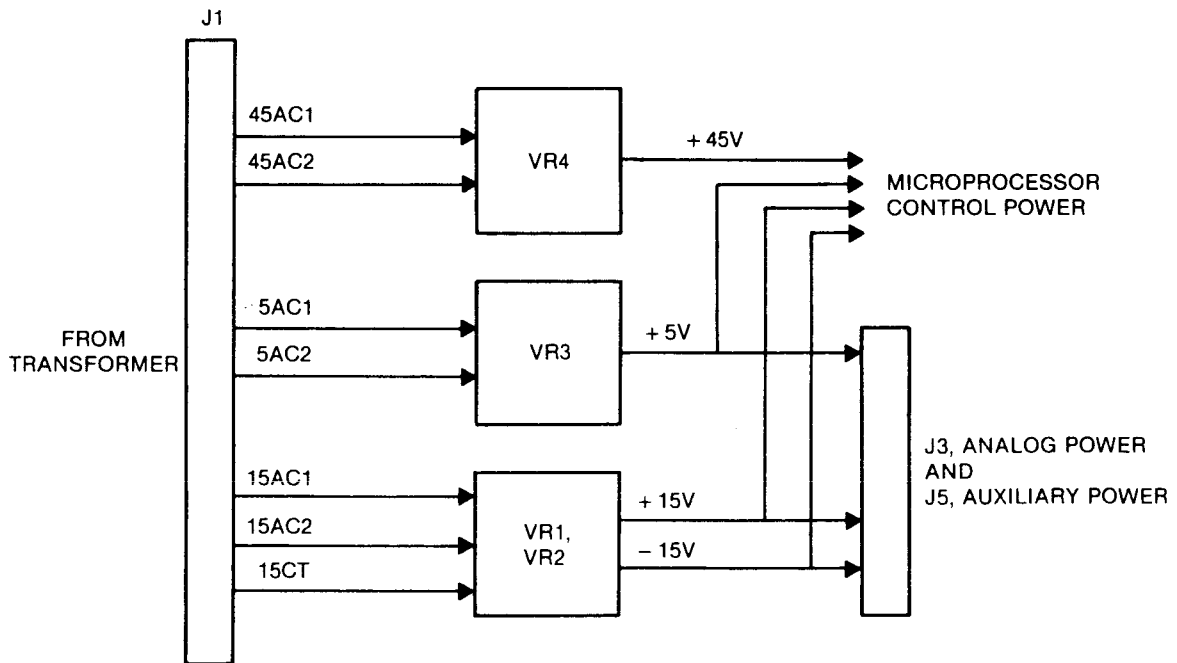 J1
45AC1
45AC2
VR4
+ 45V
MICROPROCESSOR
CONTROL POWER
FROM
TRANSFORMER
5AC1
5AC2
VR3
+ 5V
15AC1
15AC2
15CT
VR1,
VR2
+ 15V
− 15V
J3, ANALOG POWER
AND
J5, AUXILIARY POWER